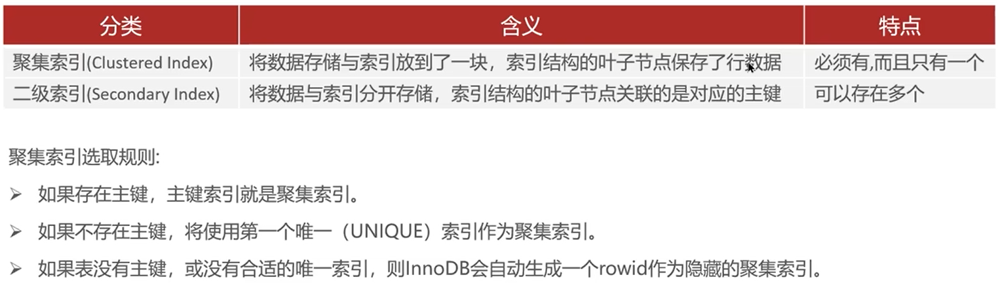 分类 含义 特点
聚集索引(Clustered Index) 将数据存储与索引放到了一块，索引结构的叶子节点保存了行数据 必须有,而且只有一个
二级索引(Secondary Index) 将数据与索引分开存储，索引结构的叶子节点关联的是对应的主键 可以存在多个
聚集索引选取规则:
➢ 如果存在主键，主键索引就是聚集索引。
➢ 如果不存在主键，将使用第一个唯一（UNIQUE）索引作为聚集索引。
➢ 如果表没有主键，或没有合适的唯一索引，则InnoDB会自动生成一个rowid作为隐藏的聚集索引。